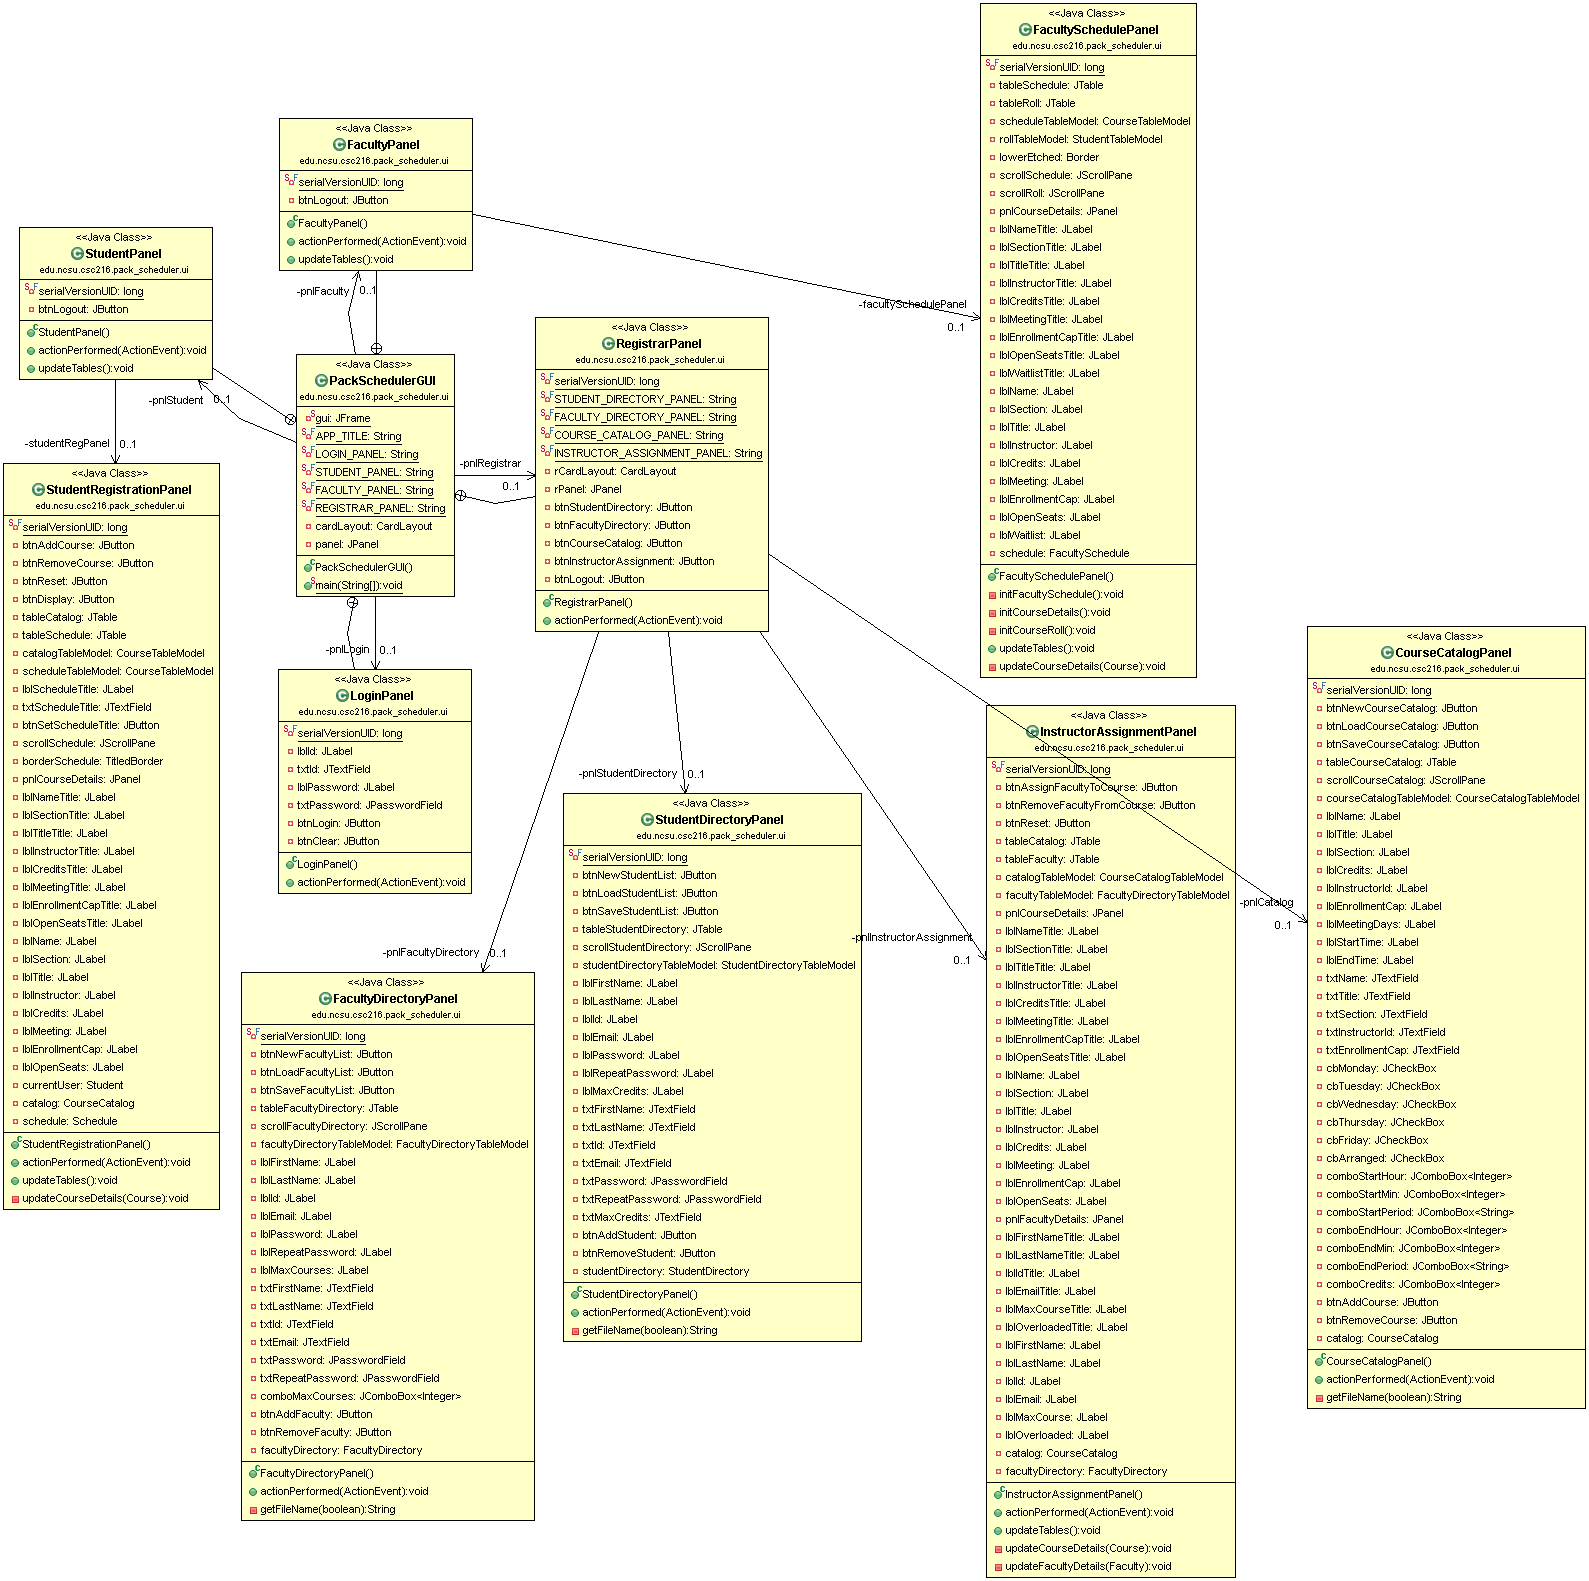 <<Java Class>>
FacultySchedulePanel
edu.ncsu.csc216.pack_scheduler.ui
serialVersionUID: long
tableSchedule: JTable
tableRoll: JTable
scheduleTableModel: CourseTableModel
rollTableModel: StudentTableModel
lowerEtched: Border
scrollSchedule: JScrollPane
scrollRoll: JScrollPane
pnlCourseDetails: JPanel
lblNameTitle: JLabel
lblSectionTitle: JLabel
lblTitleTitle: JLabel
lblInstructorTitle: JLabel
lblCreditsTitle: JLabel
lblMeetingTitle: JLabel
lblEnrollmentCapTitle: JLabel
lblOpenSeatsTitle: JLabel
lblWaitlistTitle: JLabel
lblName: JLabel
lblSection: JLabel
lblTitle: JLabel
lblInstructor: JLabel
lblCredits: JLabel
lblMeeting: JLabel
lblEnrollmentCap: JLabel
lblOpenSeats: JLabel
lblWaitlist: JLabel
schedule: FacultySchedule
FacultySchedulePanel()
initFacultySchedule():void
initCourseDetails():void
initCourseRoll():void
updateTables():void
updateCourseDetails(Course):void
<<Java Class>>
FacultyPanel
edu.ncsu.csc216.pack_scheduler.ui
serialVersionUID: long
btnLogout: JButton
FacultyPanel()
actionPerformed(ActionEvent):void
updateTables():void
-facultySchedulePanel
0..1
-pnlFaculty
0..1
<<Java Class>>
StudentPanel
edu.ncsu.csc216.pack_scheduler.ui
serialVersionUID: long
btnLogout: JButton
StudentPanel()
actionPerformed(ActionEvent):void
updateTables():void
-pnlStudent
0..1
-studentRegPanel
0..1
<<Java Class>>
PackSchedulerGUI
edu.ncsu.csc216.pack_scheduler.ui
gui: JFrame
APP_TITLE: String
LOGIN_PANEL: String
STUDENT_PANEL: String
FACULTY_PANEL: String
REGISTRAR_PANEL: String
cardLayout: CardLayout
panel: JPanel
PackSchedulerGUI()
main(String[]):void
-pnlRegistrar
0..1
-pnlLogin
0..1
<<Java Class>>
RegistrarPanel
edu.ncsu.csc216.pack_scheduler.ui
serialVersionUID: long
STUDENT_DIRECTORY_PANEL: String
FACULTY_DIRECTORY_PANEL: String
COURSE_CATALOG_PANEL: String
INSTRUCTOR_ASSIGNMENT_PANEL: String
rCardLayout: CardLayout
rPanel: JPanel
btnStudentDirectory: JButton
btnFacultyDirectory: JButton
btnCourseCatalog: JButton
btnInstructorAssignment: JButton
btnLogout: JButton
RegistrarPanel()
actionPerformed(ActionEvent):void
<<Java Class>>
StudentRegistrationPanel
edu.ncsu.csc216.pack_scheduler.ui
serialVersionUID: long
btnAddCourse: JButton
btnRemoveCourse: JButton
btnReset: JButton
btnDisplay: JButton
tableCatalog: JTable
tableSchedule: JTable
catalogTableModel: CourseTableModel
scheduleTableModel: CourseTableModel
lblScheduleTitle: JLabel
txtScheduleTitle: JTextField
btnSetScheduleTitle: JButton
scrollSchedule: JScrollPane
borderSchedule: TitledBorder
pnlCourseDetails: JPanel
lblNameTitle: JLabel
lblSectionTitle: JLabel
lblTitleTitle: JLabel
lblInstructorTitle: JLabel
lblCreditsTitle: JLabel
lblMeetingTitle: JLabel
lblEnrollmentCapTitle: JLabel
lblOpenSeatsTitle: JLabel
lblName: JLabel
lblSection: JLabel
lblTitle: JLabel
lblInstructor: JLabel
lblCredits: JLabel
lblMeeting: JLabel
lblEnrollmentCap: JLabel
lblOpenSeats: JLabel
currentUser: Student
catalog: CourseCatalog
schedule: Schedule
StudentRegistrationPanel()
actionPerformed(ActionEvent):void
updateTables():void
updateCourseDetails(Course):void
<<Java Class>>
LoginPanel
edu.ncsu.csc216.pack_scheduler.ui
serialVersionUID: long
lblId: JLabel
txtId: JTextField
lblPassword: JLabel
txtPassword: JPasswordField
btnLogin: JButton
btnClear: JButton
LoginPanel()
actionPerformed(ActionEvent):void
-pnlStudentDirectory
0..1
-pnlFacultyDirectory
0..1
-pnlInstructorAssignment
0..1
-pnlCatalog
0..1
<<Java Class>>
FacultyDirectoryPanel
edu.ncsu.csc216.pack_scheduler.ui
serialVersionUID: long
btnNewFacultyList: JButton
btnLoadFacultyList: JButton
btnSaveFacultyList: JButton
tableFacultyDirectory: JTable
scrollFacultyDirectory: JScrollPane
facultyDirectoryTableModel: FacultyDirectoryTableModel
lblFirstName: JLabel
lblLastName: JLabel
lblId: JLabel
lblEmail: JLabel
lblPassword: JLabel
lblRepeatPassword: JLabel
lblMaxCourses: JLabel
txtFirstName: JTextField
txtLastName: JTextField
txtId: JTextField
txtEmail: JTextField
txtPassword: JPasswordField
txtRepeatPassword: JPasswordField
comboMaxCourses: JComboBox<Integer>
btnAddFaculty: JButton
btnRemoveFaculty: JButton
facultyDirectory: FacultyDirectory
FacultyDirectoryPanel()
actionPerformed(ActionEvent):void
getFileName(boolean):String
<<Java Class>>
StudentDirectoryPanel
edu.ncsu.csc216.pack_scheduler.ui
serialVersionUID: long
btnNewStudentList: JButton
btnLoadStudentList: JButton
btnSaveStudentList: JButton
tableStudentDirectory: JTable
scrollStudentDirectory: JScrollPane
studentDirectoryTableModel: StudentDirectoryTableModel
lblFirstName: JLabel
lblLastName: JLabel
lblId: JLabel
lblEmail: JLabel
lblPassword: JLabel
lblRepeatPassword: JLabel
lblMaxCredits: JLabel
txtFirstName: JTextField
txtLastName: JTextField
txtId: JTextField
txtEmail: JTextField
txtPassword: JPasswordField
txtRepeatPassword: JPasswordField
txtMaxCredits: JTextField
btnAddStudent: JButton
btnRemoveStudent: JButton
studentDirectory: StudentDirectory
StudentDirectoryPanel()
actionPerformed(ActionEvent):void
getFileName(boolean):String
<<Java Class>>
InstructorAssignmentPanel
edu.ncsu.csc216.pack_scheduler.ui
serialVersionUID: long
btnAssignFacultyToCourse: JButton
btnRemoveFacultyFromCourse: JButton
btnReset: JButton
tableCatalog: JTable
tableFaculty: JTable
catalogTableModel: CourseCatalogTableModel
facultyTableModel: FacultyDirectoryTableModel
pnlCourseDetails: JPanel
lblNameTitle: JLabel
lblSectionTitle: JLabel
lblTitleTitle: JLabel
lblInstructorTitle: JLabel
lblCreditsTitle: JLabel
lblMeetingTitle: JLabel
lblEnrollmentCapTitle: JLabel
lblOpenSeatsTitle: JLabel
lblName: JLabel
lblSection: JLabel
lblTitle: JLabel
lblInstructor: JLabel
lblCredits: JLabel
lblMeeting: JLabel
lblEnrollmentCap: JLabel
lblOpenSeats: JLabel
pnlFacultyDetails: JPanel
lblFirstNameTitle: JLabel
lblLastNameTitle: JLabel
lblIdTitle: JLabel
lblEmailTitle: JLabel
lblMaxCourseTitle: JLabel
lblOverloadedTitle: JLabel
lblFirstName: JLabel
lblLastName: JLabel
lblId: JLabel
lblEmail: JLabel
lblMaxCourse: JLabel
lblOverloaded: JLabel
catalog: CourseCatalog
facultyDirectory: FacultyDirectory
InstructorAssignmentPanel()
actionPerformed(ActionEvent):void
updateTables():void
updateCourseDetails(Course):void
updateFacultyDetails(Faculty):void
<<Java Class>>
CourseCatalogPanel
edu.ncsu.csc216.pack_scheduler.ui
serialVersionUID: long
btnNewCourseCatalog: JButton
btnLoadCourseCatalog: JButton
btnSaveCourseCatalog: JButton
tableCourseCatalog: JTable
scrollCourseCatalog: JScrollPane
courseCatalogTableModel: CourseCatalogTableModel
lblName: JLabel
lblTitle: JLabel
lblSection: JLabel
lblCredits: JLabel
lblInstructorId: JLabel
lblEnrollmentCap: JLabel
lblMeetingDays: JLabel
lblStartTime: JLabel
lblEndTime: JLabel
txtName: JTextField
txtTitle: JTextField
txtSection: JTextField
txtInstructorId: JTextField
txtEnrollmentCap: JTextField
cbMonday: JCheckBox
cbTuesday: JCheckBox
cbWednesday: JCheckBox
cbThursday: JCheckBox
cbFriday: JCheckBox
cbArranged: JCheckBox
comboStartHour: JComboBox<Integer>
comboStartMin: JComboBox<Integer>
comboStartPeriod: JComboBox<String>
comboEndHour: JComboBox<Integer>
comboEndMin: JComboBox<Integer>
comboEndPeriod: JComboBox<String>
comboCredits: JComboBox<Integer>
btnAddCourse: JButton
btnRemoveCourse: JButton
catalog: CourseCatalog
CourseCatalogPanel()
actionPerformed(ActionEvent):void
getFileName(boolean):String